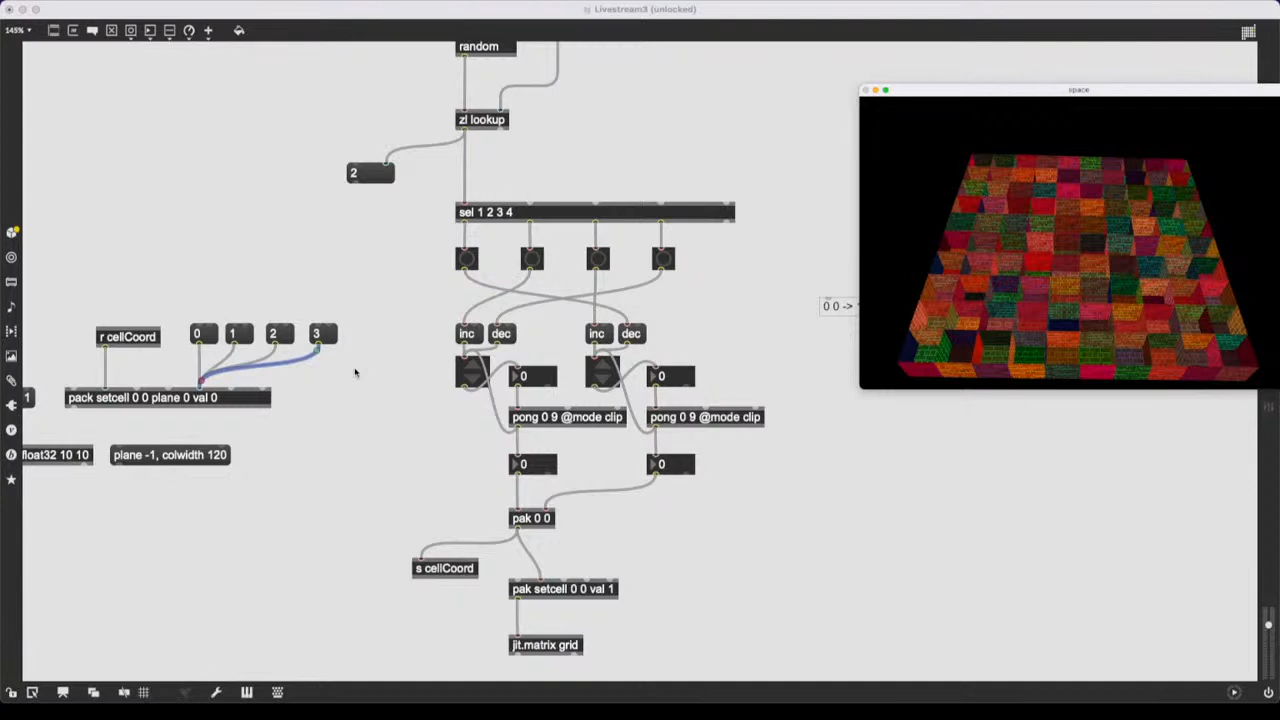 Livestream3 (unlocked)
145%
random
space
zl lookup
2
sel 1 2 3 4
0 0 ->
r cellCoord
0
1
2
3
inc
dec
inc
dec
0
0
1
pack setcell 0 0 plane 0 val 0
pong 0 9 @mode clip
pong 0 9 @mode clip
float32 10 10
plane -1, colwidth 120
0
0
pak 0 0
s cellCoord
pak setcell 0 0 val 1
jit.matrix grid